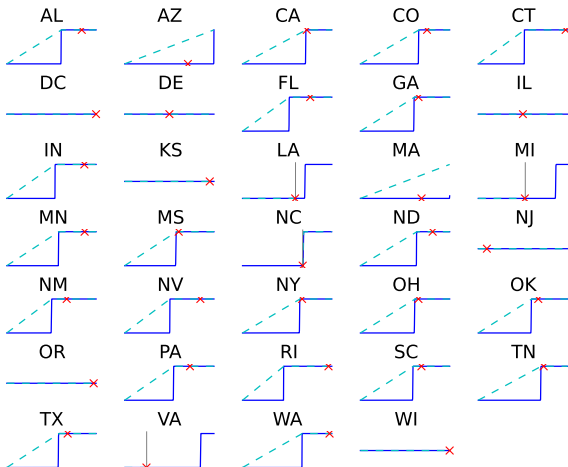 AL AZ CA CO CT
DC DE FL GA IL
IN KS LA MA MI
MN MS NC ND NJ
NM NV NY OH OK
OR PA RI SC TN
TX VA WA WI